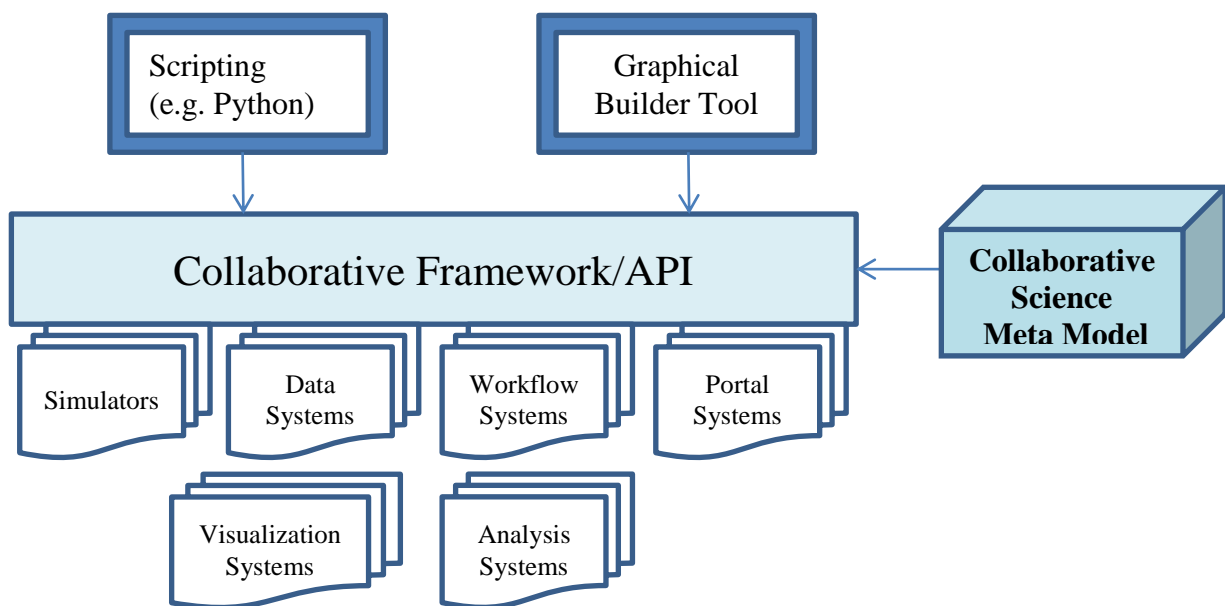 Scripting
(e.g. Python)
Graphical
Builder Tool
Collaborative Framework/API
Collaborative
Science
Meta Model
Simulators
Data
Systems
Workflow
Systems
Portal
Systems
Visualization
Systems
Analysis
Systems